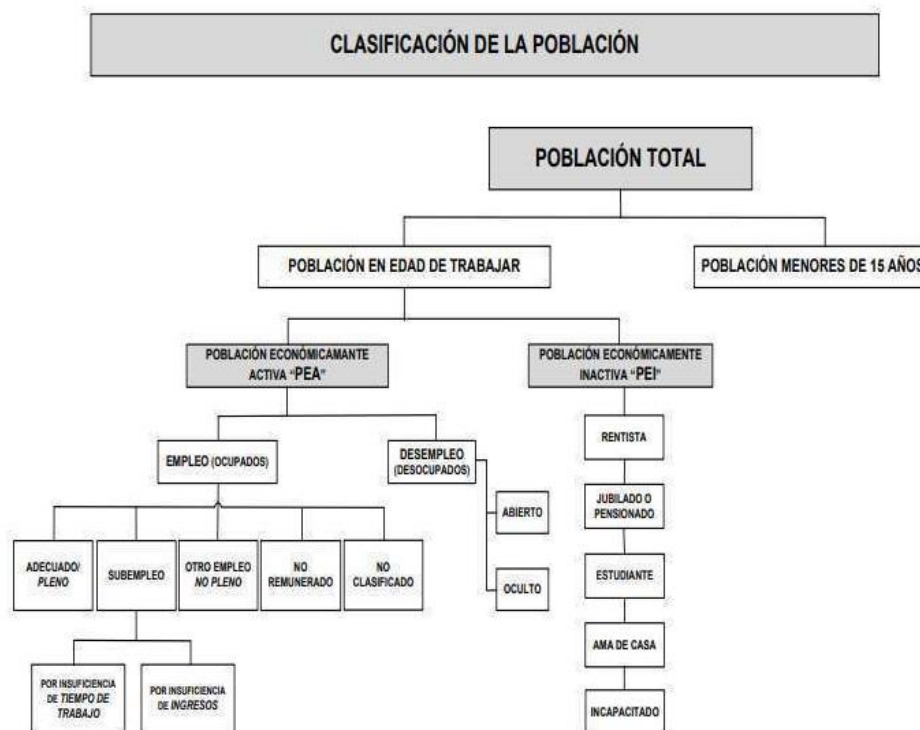 CLASIFICACIÓN DE LA POBLACIÓN
POBLACIÓN TOTAL
POBLACIÓN EN EDAD DE TRABAJAR
POBLACIÓN MENORES DE 15 AÑOS
POBLACIÓN ECONÓMICAMANTE
ACTIVA “PEA”
POBLACIÓN ECONÓMICAMENTE
INACTIVA “PEI”
EMPLEO (OCUPADOS)
DESEMPLEO
(DESOCUPADOS)
RENTISTA
ABIERTO
JUBILADO O
PENSIONADO
ADECUADO/
PLENO
SUBEMPLEO
OTRO EMPLEO
NO PLENO
NO
REMUNERADO
NO
CLASIFICADO
OCULTO
ESTUDIANTE
AMA DE CASA
POR INSUFICIENCIA
DE TIEMPO DE
TRABAJO
POR INSUFICIENCIA
DE INGRESOS
INCAPACITADO